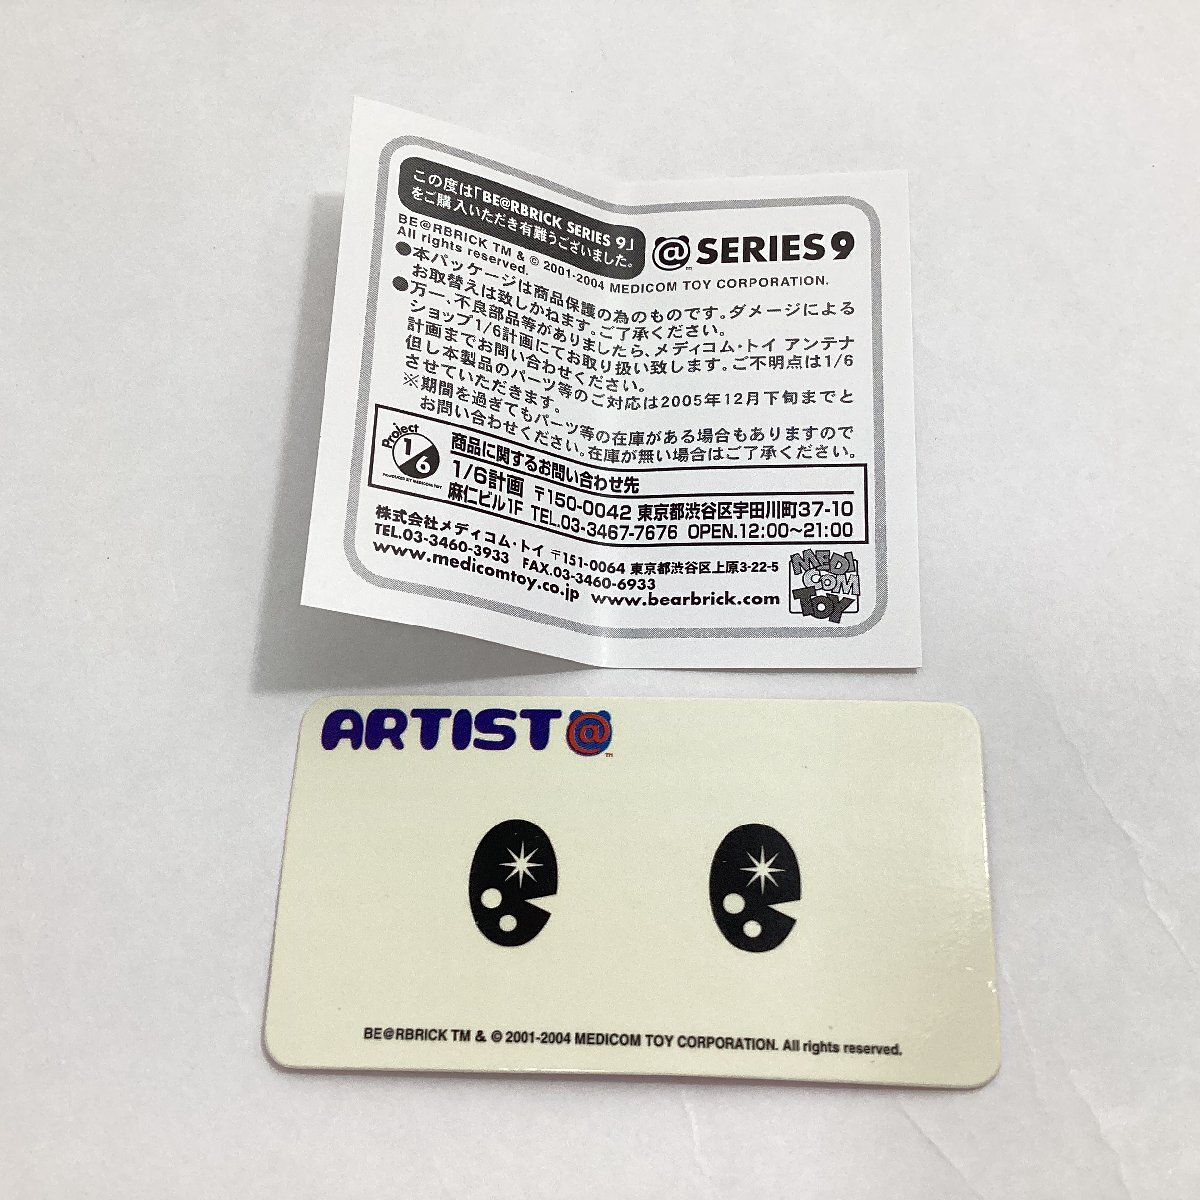 この度は「BE@RBRICK SERIES 9」
をご購入いただき有難うございました。
@ SERIES 9
TM
BE@RBRICK TM & © 2001-2004 MEDICOM TOY CORPORATION.
All rights reserved.
●本パッケージは商品保護の為のものです。ダメージによる
お取替えは致しかねます。ご了承ください。
●万一、不良部品等がありましたら、メディコム・トイ アンテナ
ショップ1/6計画にてお取り扱い致します。ご不明点は1/6
計画までお問い合わせください。
但し本製品のパーツ等のご対応は2005年12月下旬までと
させていただきます。
※期間を過ぎてもパーツ等の在庫がある場合もありますので
お問い合わせください。在庫が無い場合はご了承ください。
Project
1/6
PRODUCED BY MEDICOM TOY
商品に関するお問い合わせ先
1/6計画 〒150-0042 東京都渋谷区宇田川町37-10
麻仁ビル1F TEL.03-3467-7676 OPEN.12:00~21:00
株式会社メディコム・トイ 〒151-0064 東京都渋谷区上原3-22-5
TEL.03-3460-3933 FAX.03-3460-6933
www.medicomtoy.co.jp www.bearbrick.com
MEDI
COM
TOY
ARTIST @
TM
BE@RBRICK TM & © 2001-2004 MEDICOM TOY CORPORATION. All rights reserved.